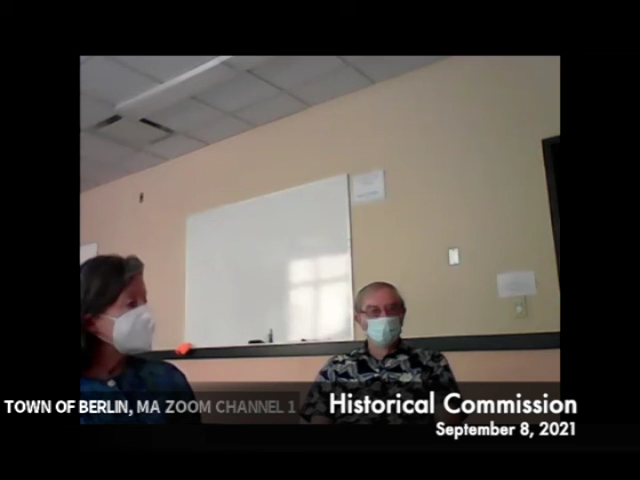 TOWN OF BERLIN, MA ZOOM CHANNEL 1
Historical Commission
September 8, 2021